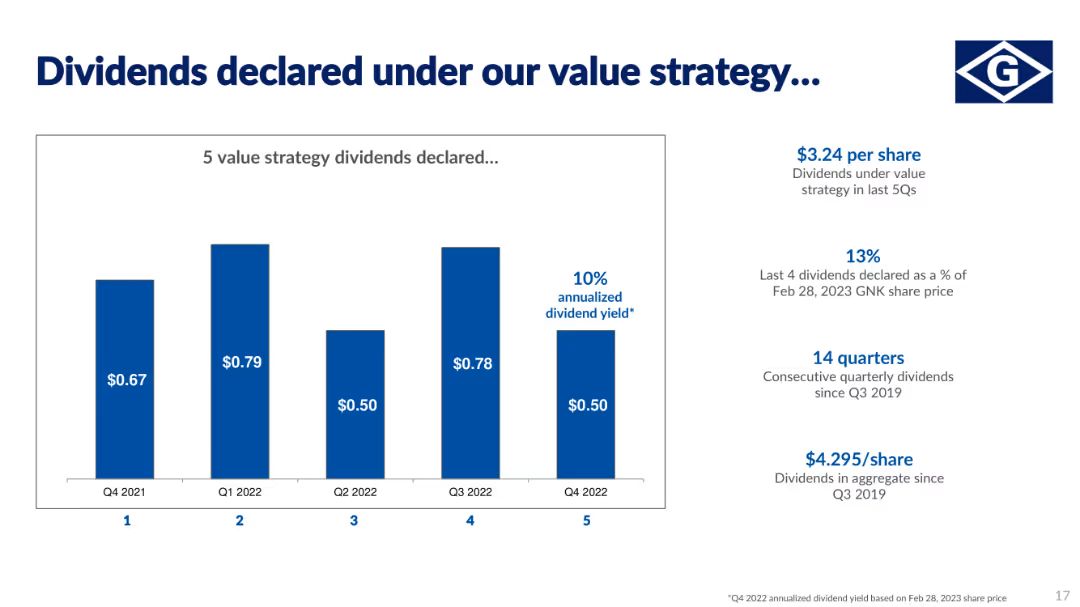 Dividends declared under our value strategy...
G
5 value strategy dividends declared...
10%
annualized
dividend yield*
$0.67
$0.79
$0.50
$0.78
$0.50
Q4 2021
Q1 2022
Q2 2022
Q3 2022
Q4 2022
1
2
3
4
5
$3.24 per share
Dividends under value
strategy in last 5Qs
13%
Last 4 dividends declared as a % of
Feb 28, 2023 GNK share price
14 quarters
Consecutive quarterly dividends
since Q3 2019
$4.295/share
Dividends in aggregate since
Q3 2019
*Q4 2022 annualized dividend yield based on Feb 28, 2023 share price
17